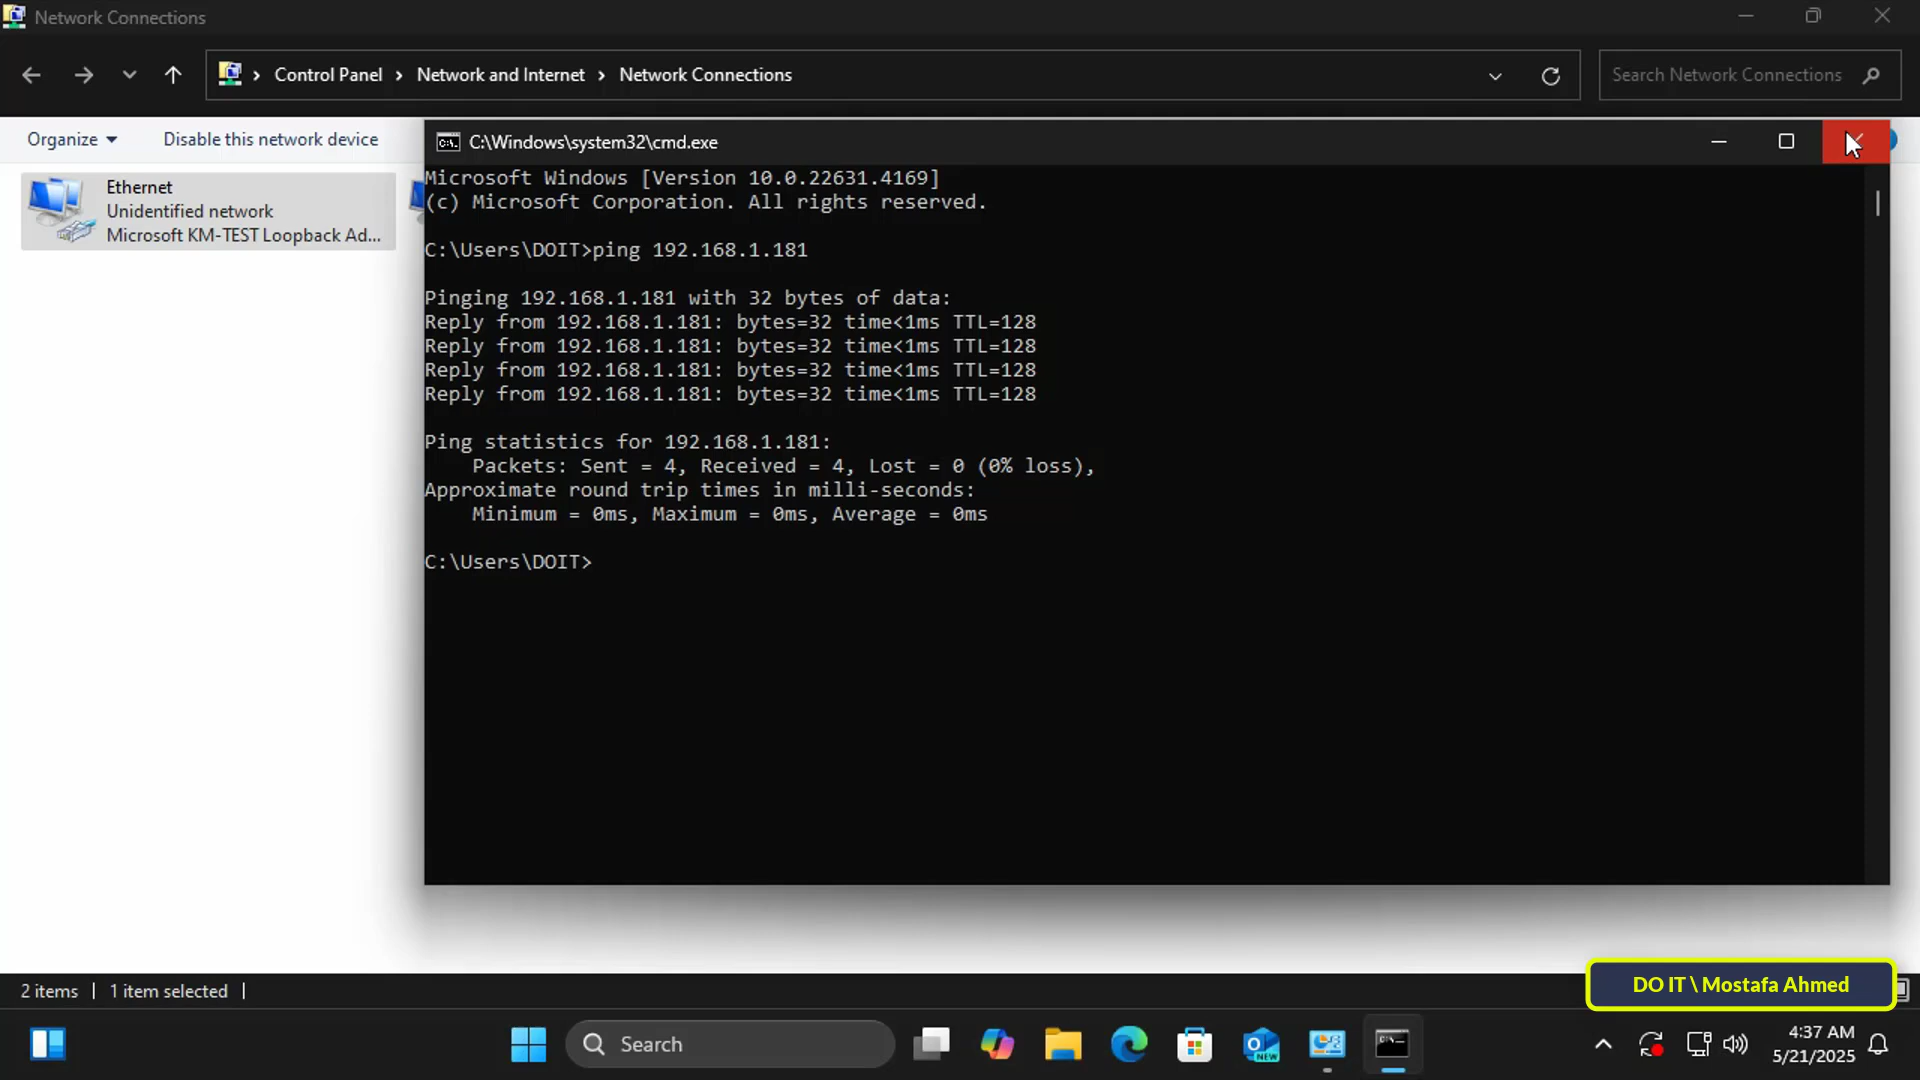 Network Connections
Control Panel > Network and Internet > Network Connections
Search Network Connections
Organize
Disable this network device
Ethernet
Unidentified network
Microsoft KM-TEST Loopback Ad...
C:\Windows\system32\cmd.exe
Microsoft Windows [Version 10.0.22631.4169]
(c) Microsoft Corporation. All rights reserved.
C:\Users\DOIT>ping 192.168.1.181
Pinging 192.168.1.181 with 32 bytes of data:
Reply from 192.168.1.181: bytes=32 time<1ms TTL=128
Reply from 192.168.1.181: bytes=32 time<1ms TTL=128
Reply from 192.168.1.181: bytes=32 time<1ms TTL=128
Reply from 192.168.1.181: bytes=32 time<1ms TTL=128
Ping statistics for 192.168.1.181:
Packets: Sent = 4, Received = 4, Lost = 0 (0% loss),
Approximate round trip times in milli-seconds:
Minimum = 0ms, Maximum = 0ms, Average = 0ms
C:\Users\DOIT>
2 items
1 item selected
DO IT \ Mostafa Ahmed
Search
NEW
4:37 AM
5/21/2025